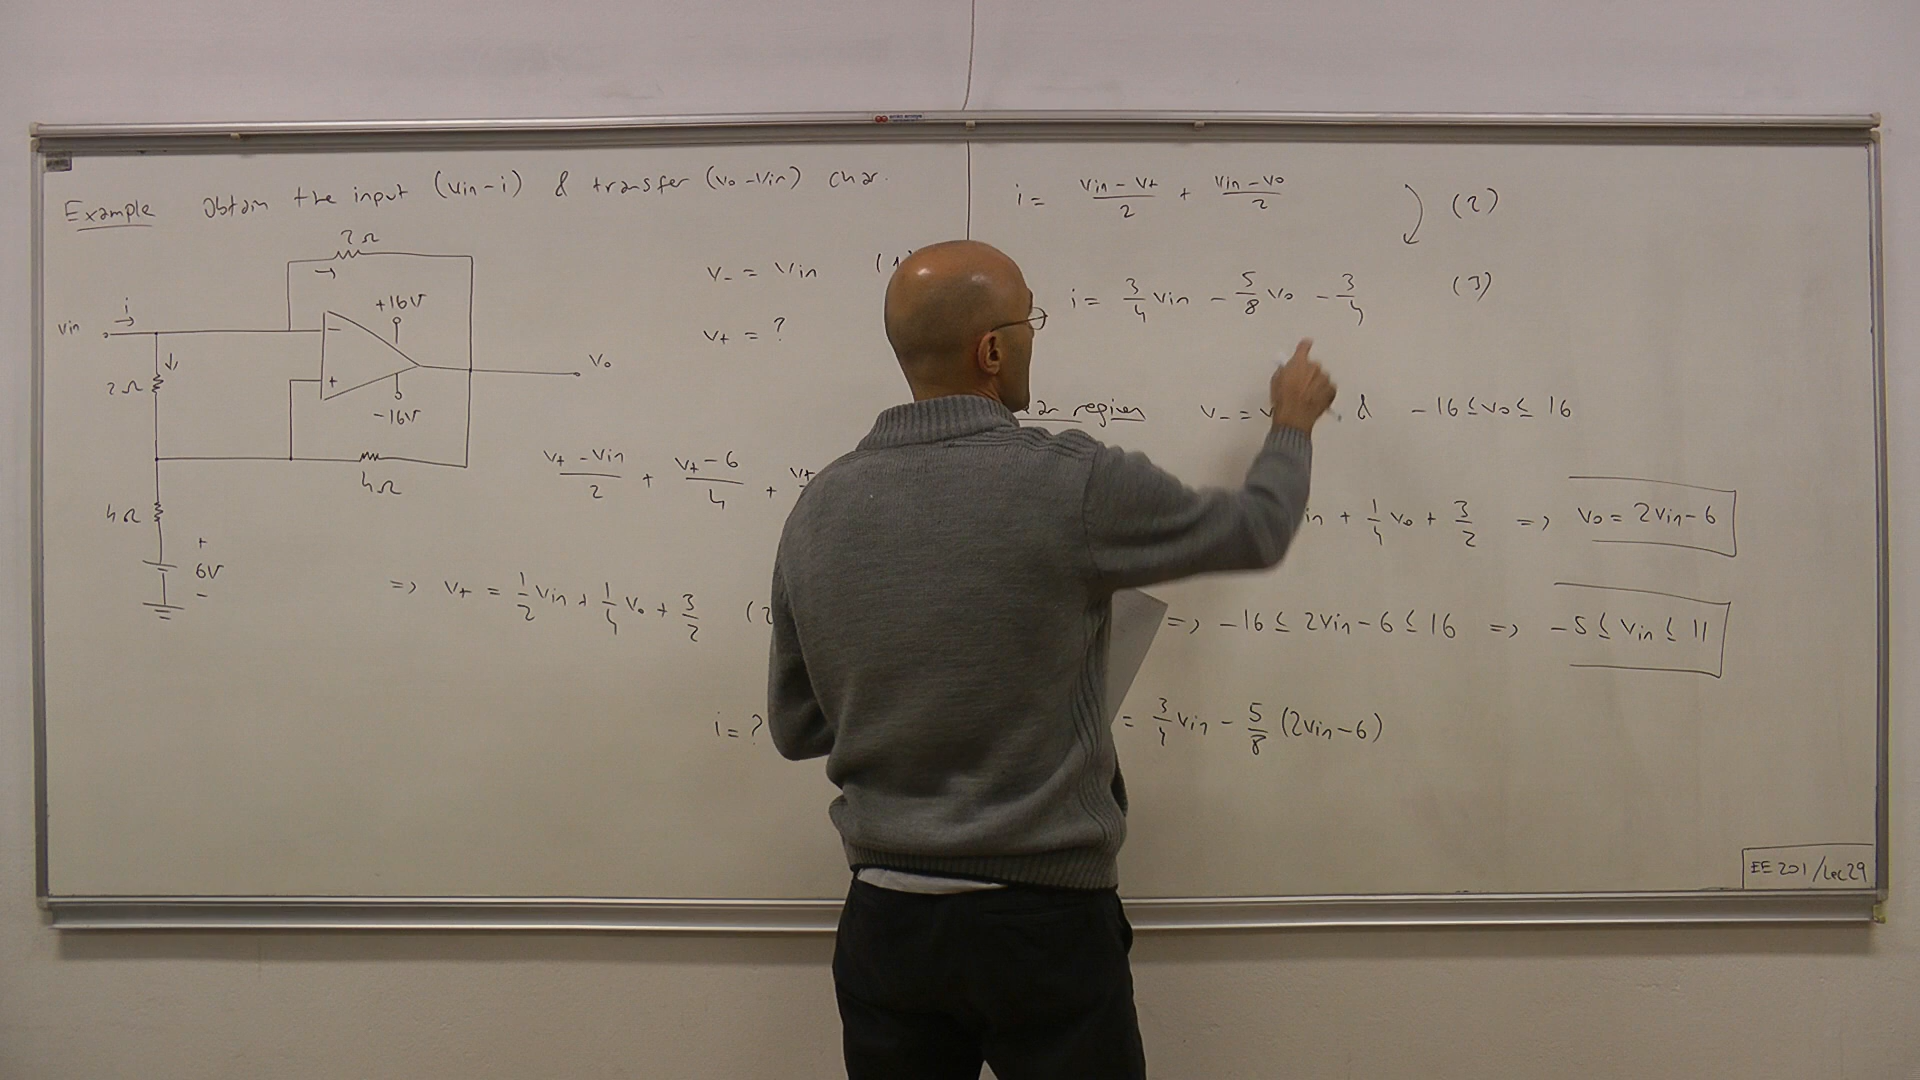 Example Obtain the input (vin-i) & transfer (vo-vin) char.
2Ω
+16V
i
vin
-
+
vo
2Ω
-16V
4Ω
4Ω
+
6V
-
v- = vin (1)
v+ = ?
v+ - vin / 2 + v+ - 6 / 4 + v+
=> v+ = 1/2 vin + 1/4 vo + 3/2 (2
i = ?
i = vin - v+ / 2 + vin - vo / 2 (2)
i = 3/4 vin - 5/8 vo - 3/4 (3)
region v- = v & -16 ≤ vo ≤ 16
in + 1/4 vo + 3/2 => vo = 2vin - 6
=> -16 ≤ 2vin - 6 ≤ 16 => -5 ≤ vin ≤ 11
= 3/4 vin - 5/8 (2vin - 6)
EE 201 / Lec 29